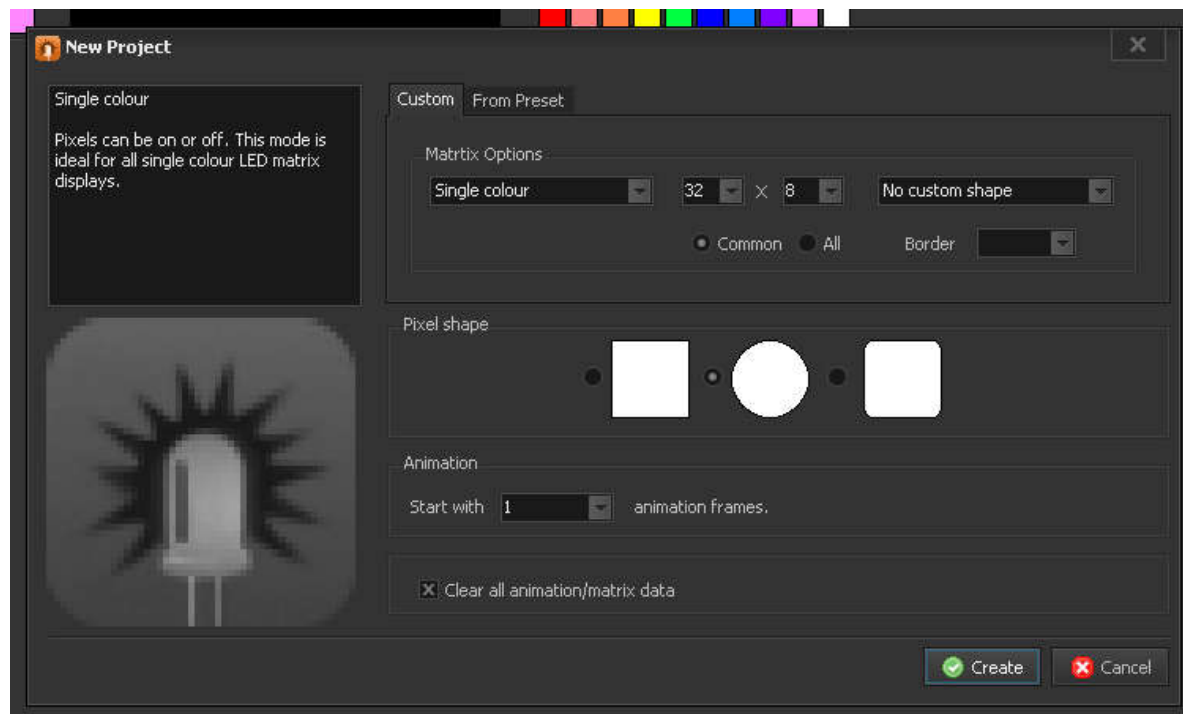 New Project
Single colour
Pixels can be on or off. This mode is
ideal for all single colour LED matrix
displays.
Custom From Preset
Matrtix Options
Single colour 32 X 8 No custom shape
Common All Border
Pixel shape
Animation
Start with 1 animation frames.
Clear all animation/matrix data
Create Cancel